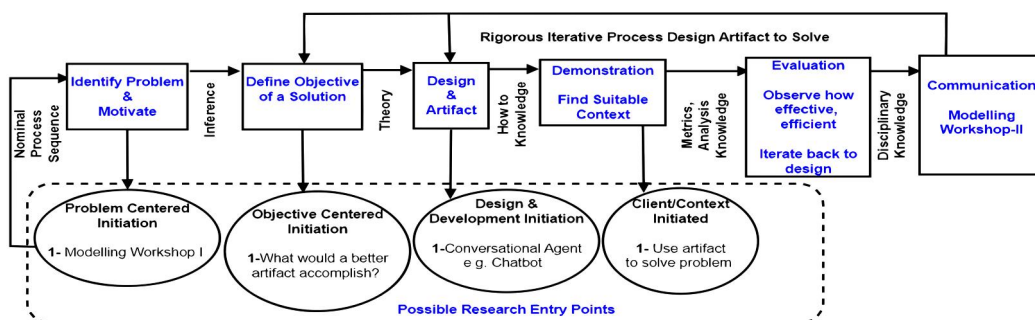 Rigorous Iterative Process Design Artifact to Solve
Identify Problem
&
Motivate
Define Objective
of a Solution
Design
&
Artifact
Demonstration
Find Suitable
Context
Evaluation
Observe how
effective,
efficient
Iterate back to
design
Communication
Modelling
Workshop-II
Nominal
Process
Sequence
Inference
Theory
How to
Knowledge
Metrics,
Analysis
Knowledge
Disciplinary
Knowledge
Problem Centered
Initiation
1- Modelling Workshop I
Objective Centered
Initiation
1-What would a better
artifact accomplish?
Design &
Development Initiation
1-Conversational Agent
e.g. Chatbot
Client/Context
Initiated
1- Use artifact
to solve problem
Possible Research Entry Points